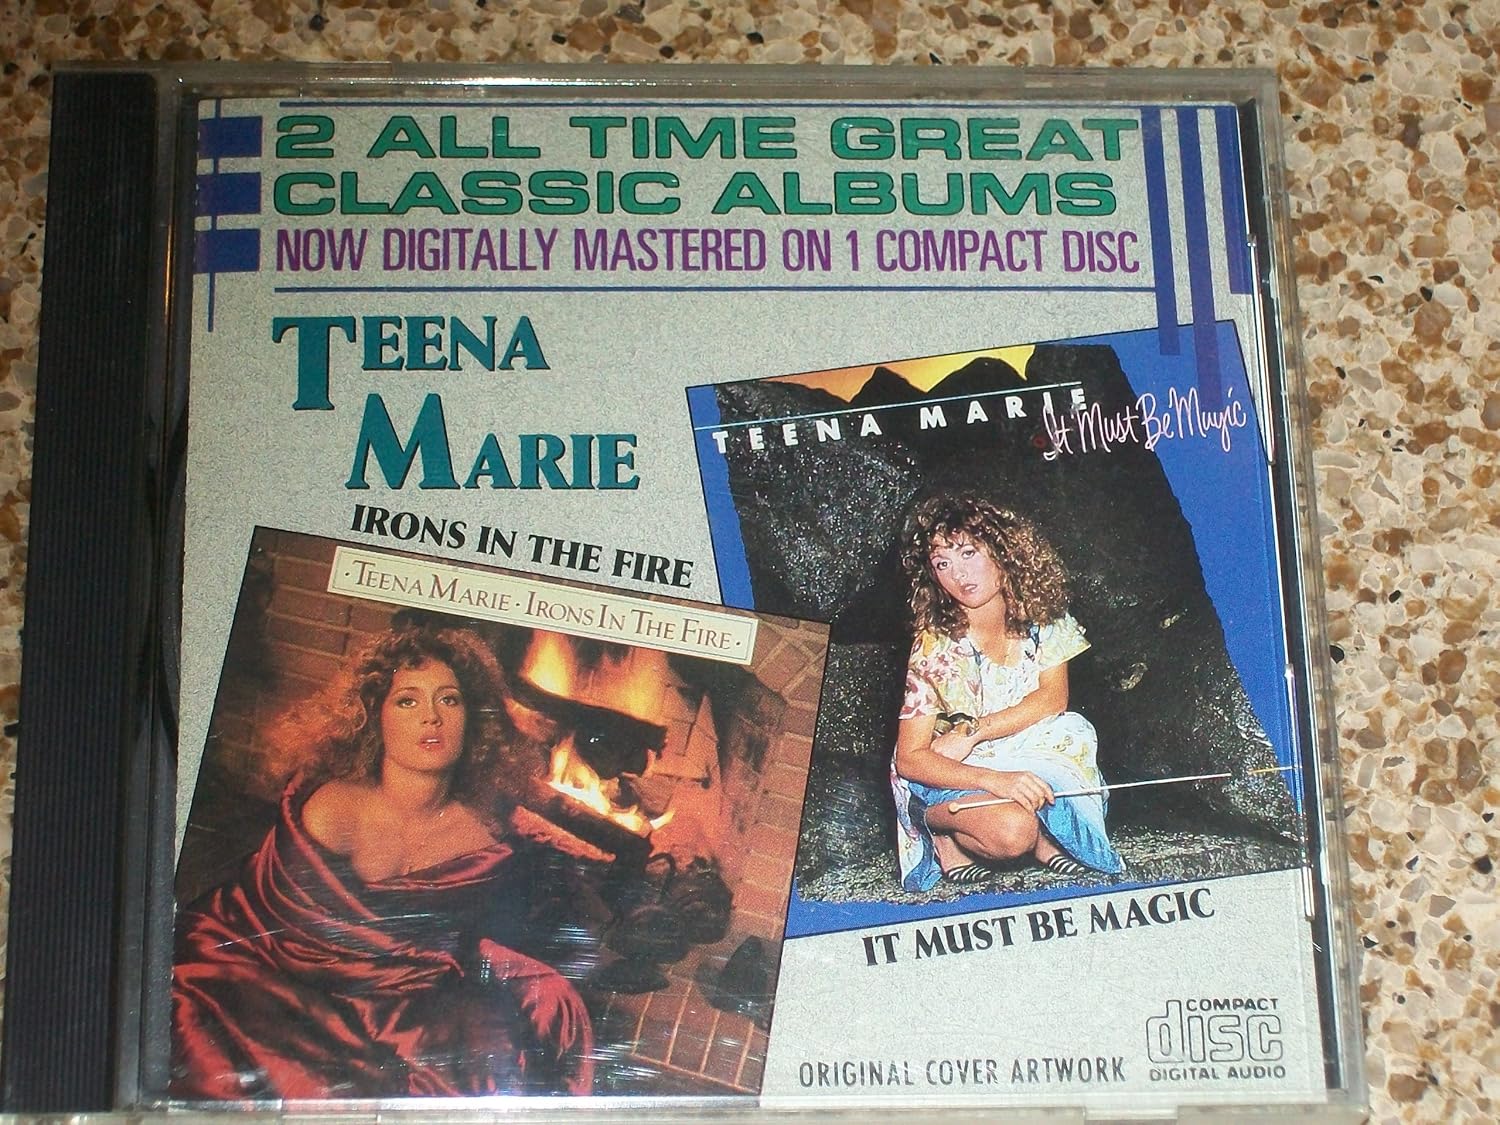 2 ALL TIME GREAT
CLASSIC ALBUMS
NOW DIGITALLY MASTERED ON 1 COMPACT DISC
TEENA
MARIE
IRONS IN THE FIRE
·TEENA MARIE·IRONS IN THE FIRE·
TEENA MARIE
It Must Be Magic
IT MUST BE MAGIC
ORIGINAL COVER ARTWORK
COMPACT
disc
DIGITAL AUDIO